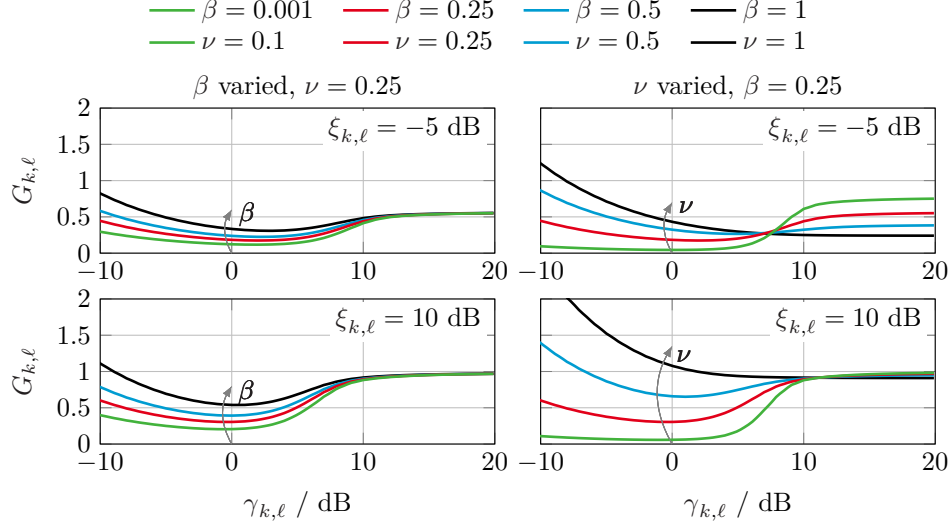 β = 0.001 β = 0.25 β = 0.5 β = 1
ν = 0.1 ν = 0.25 ν = 0.5 ν = 1
β varied, ν = 0.25
ν varied, β = 0.25
G_{k,ℓ}
2
1.5
1
0.5
0
ξ_{k,ℓ} = −5 dB
β
−10 0 10 20
ξ_{k,ℓ} = −5 dB
ν
−10 0 10 20
G_{k,ℓ}
2
1.5
1
0.5
0
ξ_{k,ℓ} = 10 dB
β
−10 0 10 20
γ_{k,ℓ} / dB
ξ_{k,ℓ} = 10 dB
ν
−10 0 10 20
γ_{k,ℓ} / dB